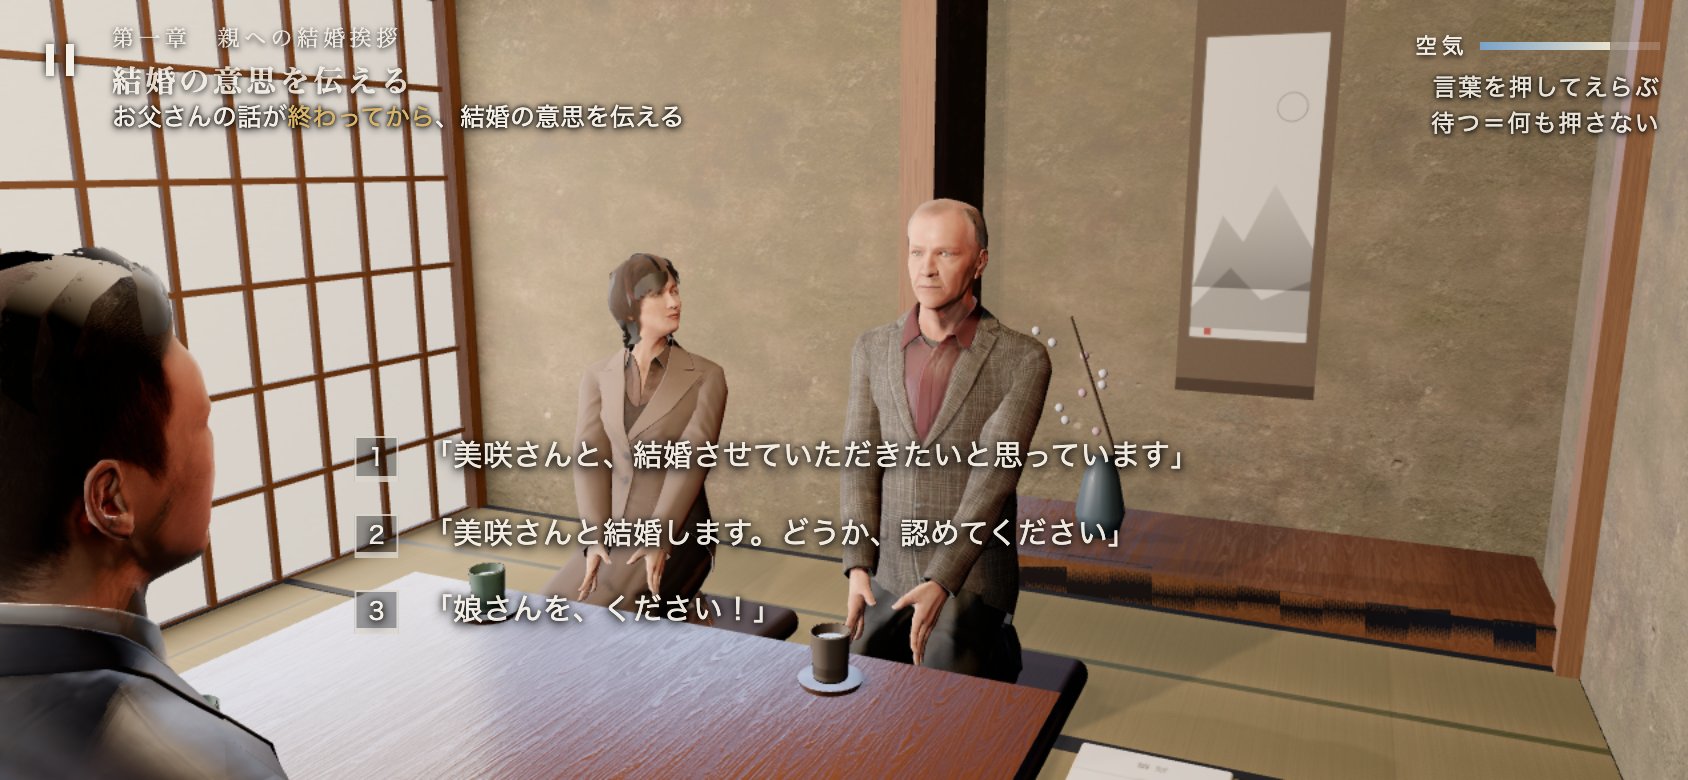 第一章 親への結婚挨拶
結婚の意思を伝える
お父さんの話が終わってから、結婚の意思を伝える
空気
言葉を押してえらぶ
待つ＝何も押さない
1 「美咲さんと、結婚させていただきたいと思っています」
2 「美咲さんと結婚します。どうか、認めてください」
3 「娘さんを、ください！」